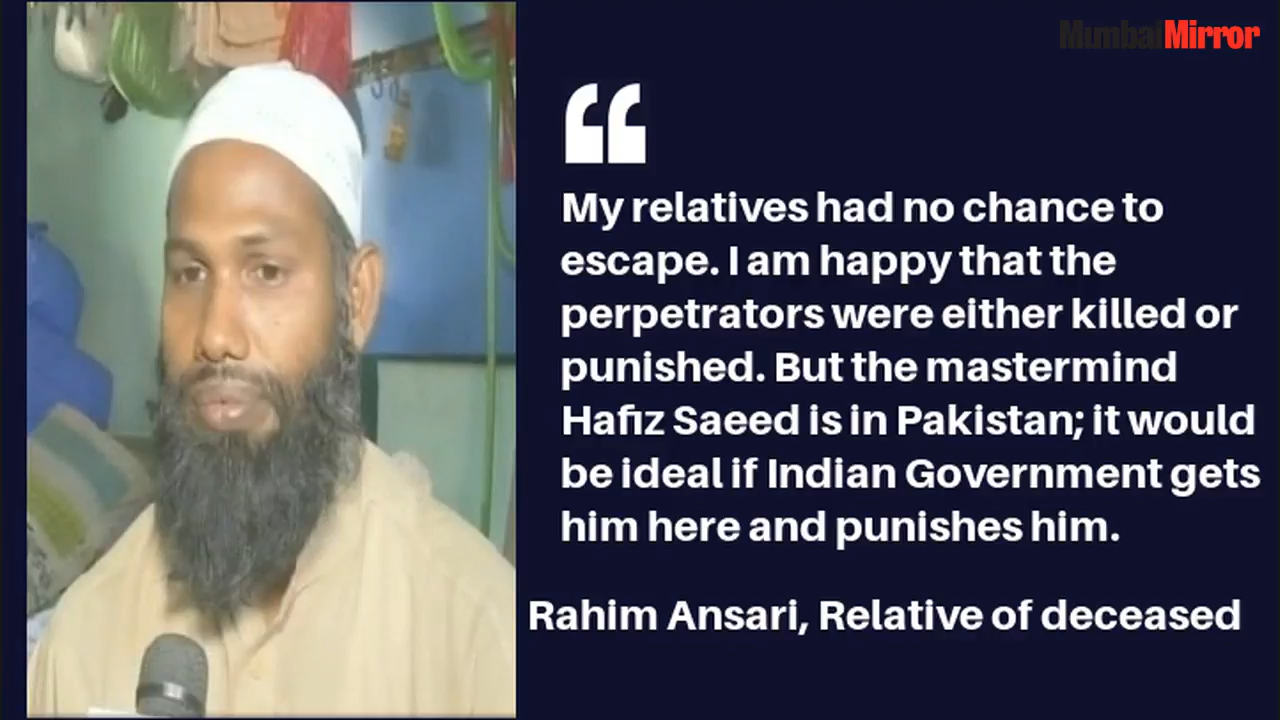 MumbaiMirror
“
My relatives had no chance to
escape. I am happy that the
perpetrators were either killed or
punished. But the mastermind
Hafiz Saeed is in Pakistan; it would
be ideal if Indian Government gets
him here and punishes him.
Rahim Ansari, Relative of deceased